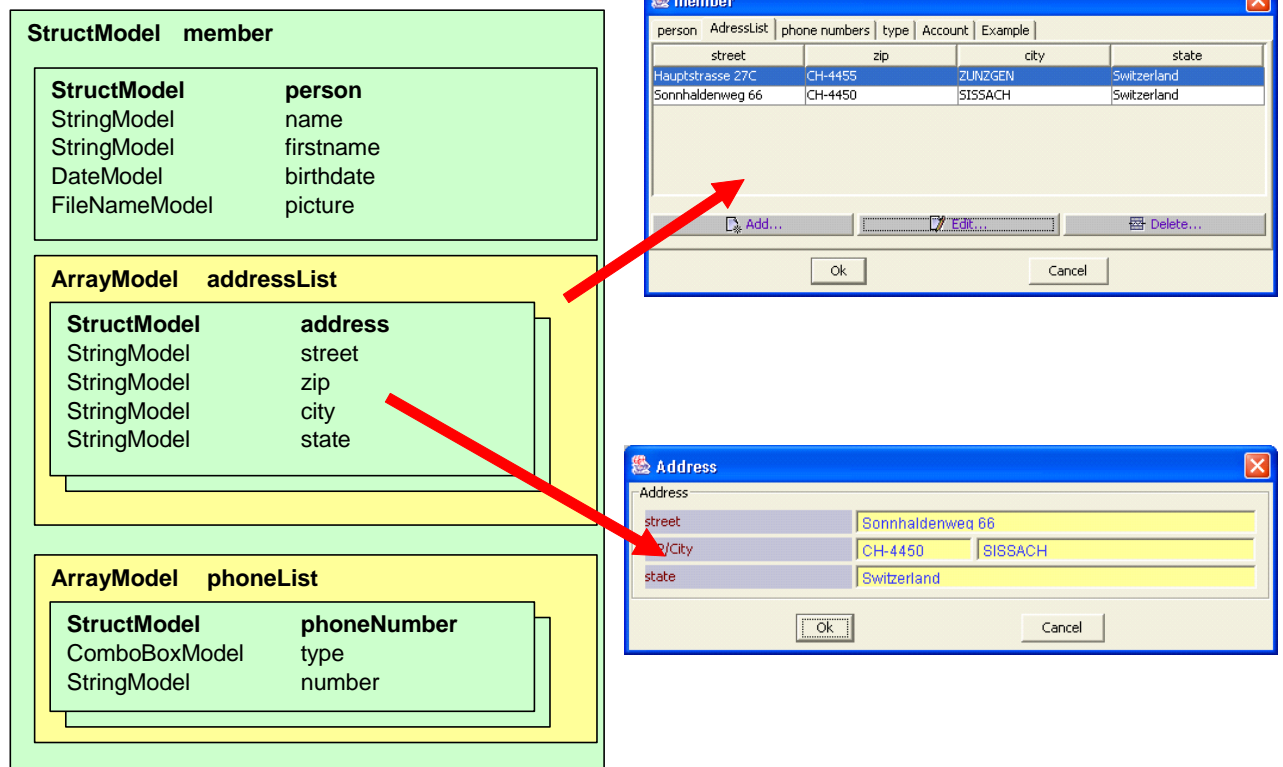 StructModel member
StructModel person
StringModel name
StringModel firstname
DateModel birthdate
FileNameModel picture
ArrayModel addressList
StructModel address
StringModel street
StringModel zip
StringModel city
StringModel state
ArrayModel phoneList
StructModel phoneNumber
ComboBoxModel type
StringModel number
member
person AdressList phone numbers type Account Example
street zip city state
Hauptstrasse 27C CH-4455 ZUNZGEN Switzerland
Sonnhaldenweg 66 CH-4450 SISSACH Switzerland
Add... Edit... Delete...
Ok Cancel
Address
Address
street Sonnhaldenweg 66
/City CH-4450 SISSACH
state Switzerland
Ok Cancel